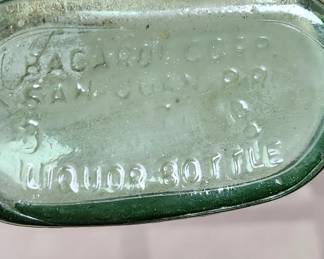 BACARDI CORP.
SAN JUAN, P.R.
LIQUOR BOTTLE